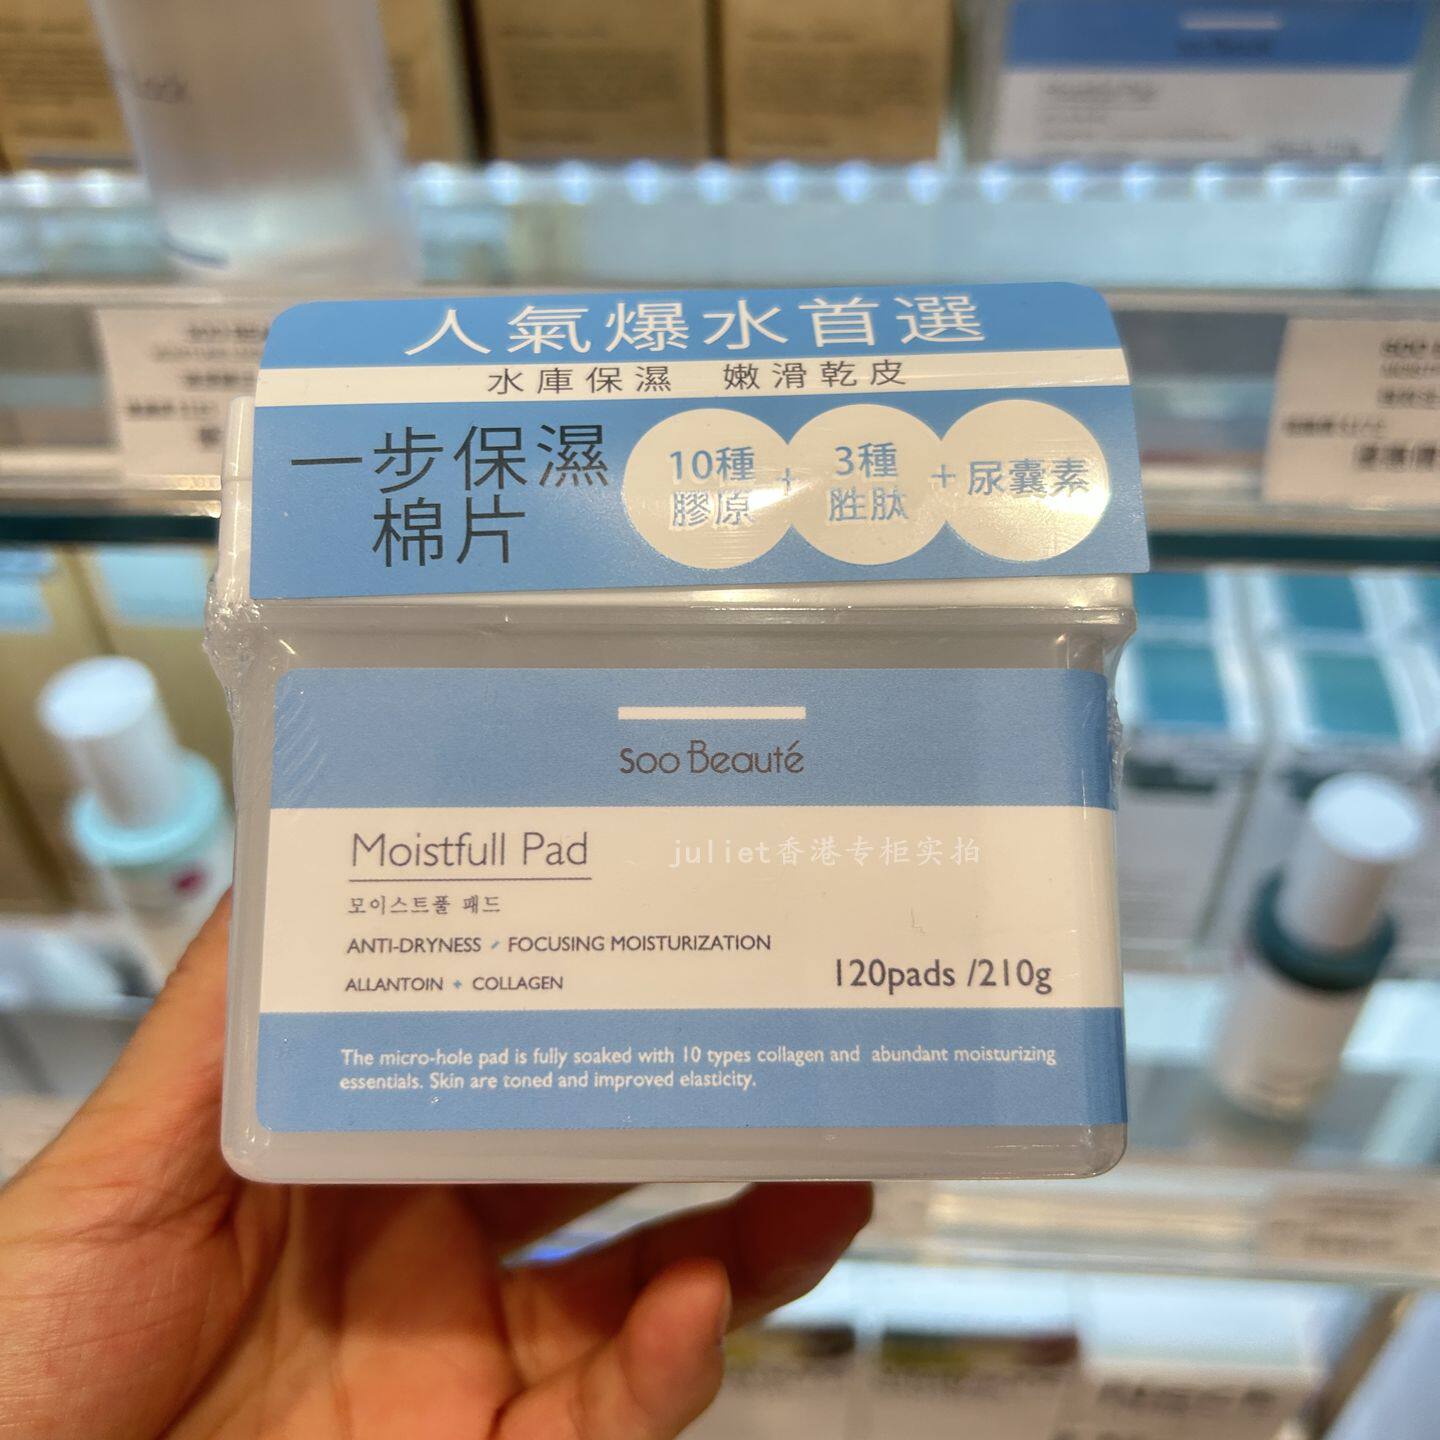 人氣爆水首選
水庫保濕 嫩滑乾皮
一步保濕
棉片
10種
膠原
+
3種
胜肽
+
尿囊素
Soo Beauté
Moistfull Pad
juliet香港专柜实拍
모이스트풀 패드
ANTI-DRYNESS / FOCUSING MOISTURIZATION
ALLANTOIN + COLLAGEN
120pads /210g
The micro-hole pad is fully soaked with 10 types collagen and abundant moisturizing
essentials. Skin are toned and improved elasticity.